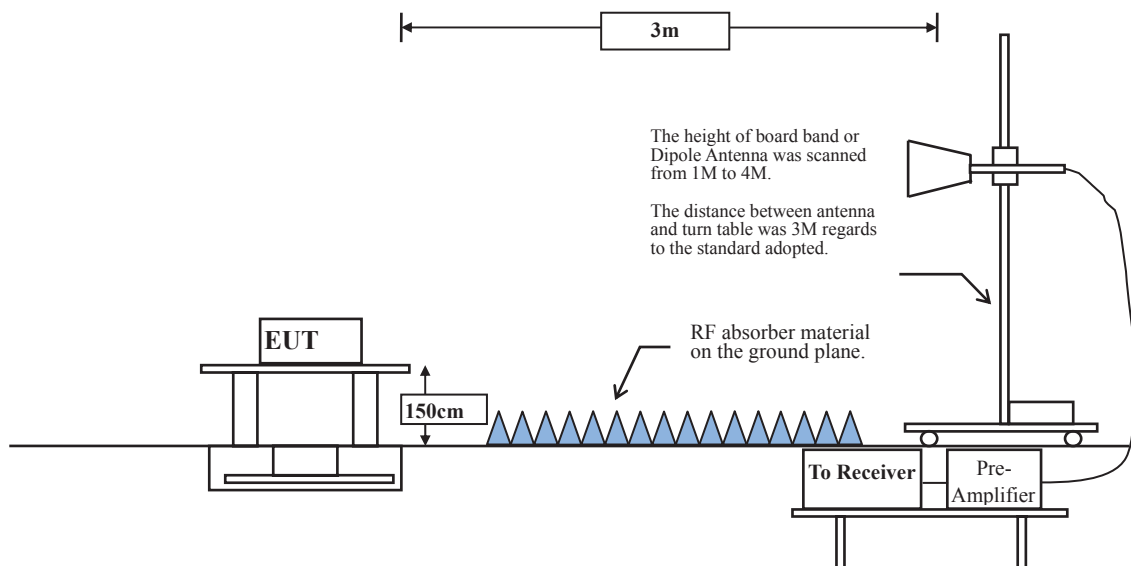 3m
The height of board band or
Dipole Antenna was scanned
from 1M to 4M.
The distance between antenna
and turn table was 3M regards
to the standard adopted.
EUT
RF absorber material
on the ground plane.
150cm
To Receiver
Pre-
Amplifier